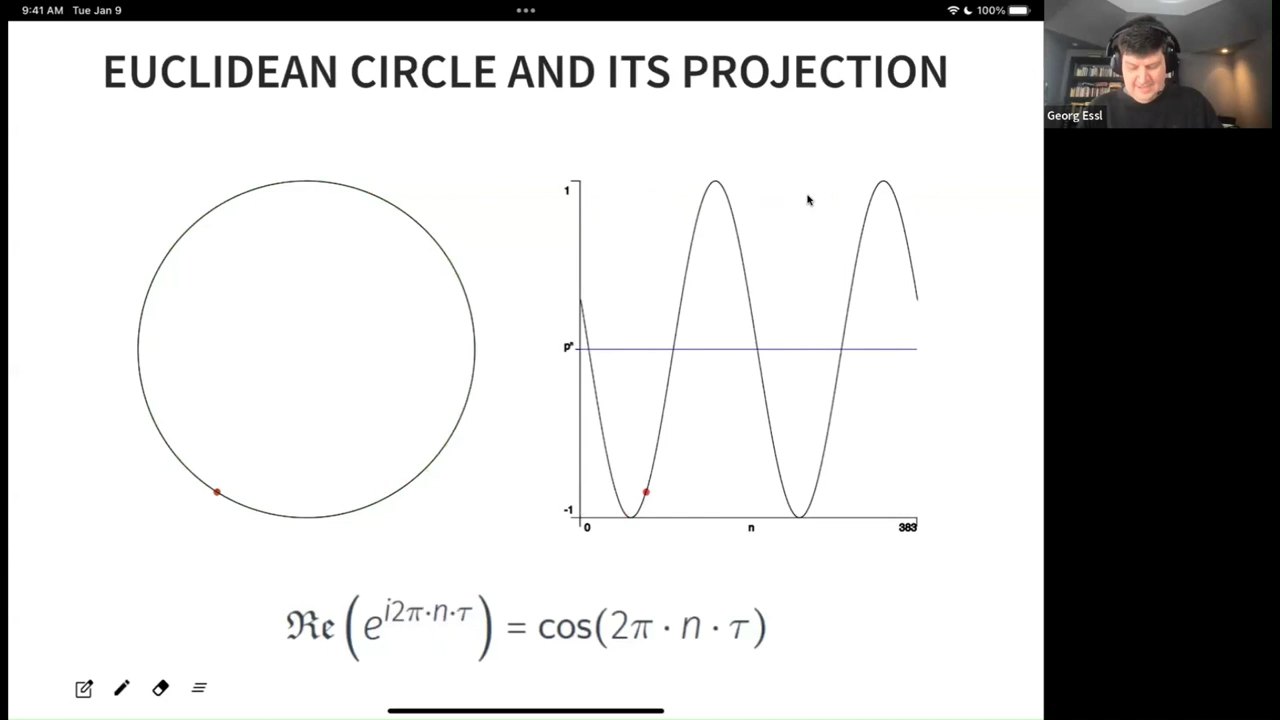 9:41 AM Tue Jan 9
100%
EUCLIDEAN CIRCLE AND ITS PROJECTION
Georg Essl
1
p°
-1
0 n 383
ℜe(e^{i2π·n·τ}) = cos(2π · n · τ)